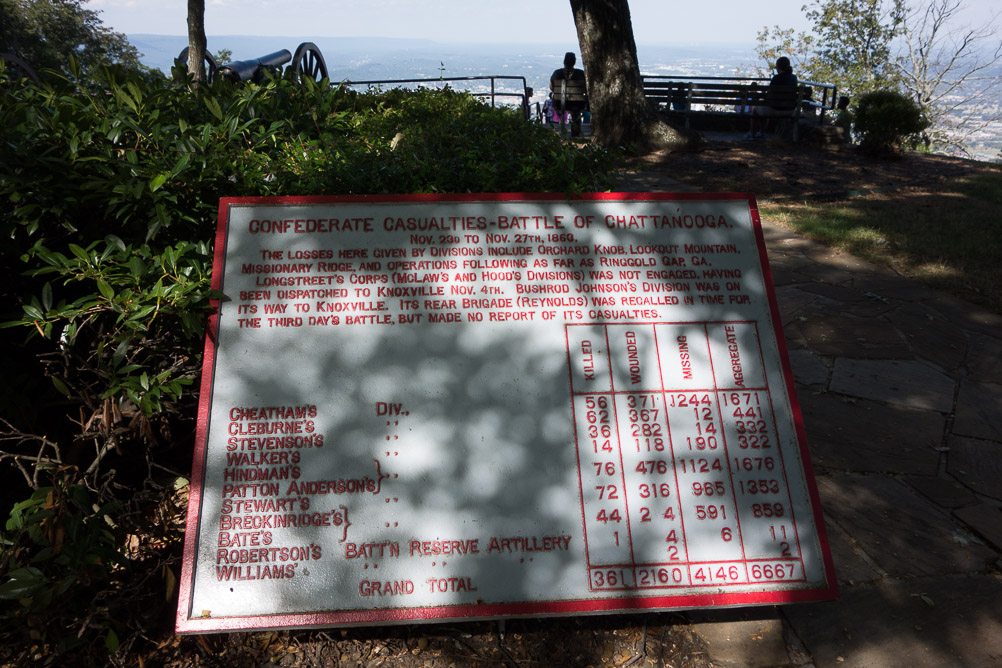 CONFEDERATE CASUALTIES-BATTLE OF CHATTANOOGA.
NOV. 23D TO NOV. 27TH, 1863.
THE LOSSES HERE GIVEN BY DIVISIONS INCLUDE ORCHARD KNOB, LOOKOUT MOUNTAIN,
MISSIONARY RIDGE, AND OPERATIONS FOLLOWING AS FAR AS RINGGOLD GAP, GA.
LONGSTREET'S CORPS (MCLAW'S AND HOOD'S DIVISIONS) WAS NOT ENGAGED, HAVING
BEEN DISPATCHED TO KNOXVILLE NOV. 4TH. BUSHROD JOHNSON'S DIVISION WAS ON
ITS WAY TO KNOXVILLE. ITS REAR BRIGADE (REYNOLDS) WAS RECALLED IN TIME FOR
THE THIRD DAY'S BATTLE, BUT MADE NO REPORT OF ITS CASUALTIES.
KILLED WOUNDED MISSING AGGREGATE
CHEATHAM'S DIV.,, 56 371 1244 1671
CLEBURNE'S ,, 62 367 12 441
STEVENSON'S ,, 36 282 14 332
WALKER'S ,, 14 118 190 322
HINDMAN'S
PATTON ANDERSON'S} ,, 76 476 1124 1676
STEWART'S ,, 72 316 965 1353
BRECKINRIDGE'S
BATE'S } ,, 44 2 4 591 859
ROBERTSON'S BATT'N RESERVE ARTILLERY 1 4 6 11
WILLIAMS' ,, ,, ,, 2 2
GRAND TOTAL 361 2160 4146 6667